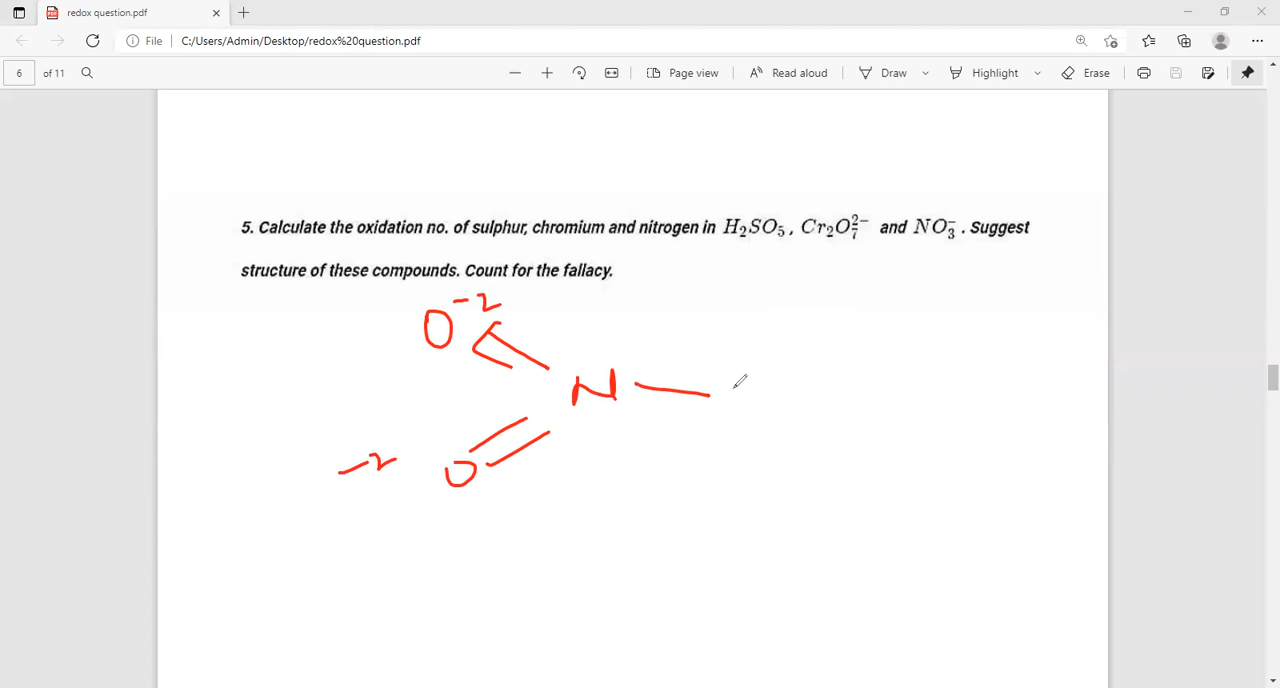 redox question.pdf
File C:/Users/Admin/Desktop/redox%20question.pdf
6 of 11 Page view Read aloud Draw Highlight Erase
5. Calculate the oxidation no. of sulphur, chromium and nitrogen in H₂SO₅, Cr₂O₇²⁻ and NO₃⁻. Suggest
structure of these compounds. Count for the fallacy.
O⁻²
N
-2 O